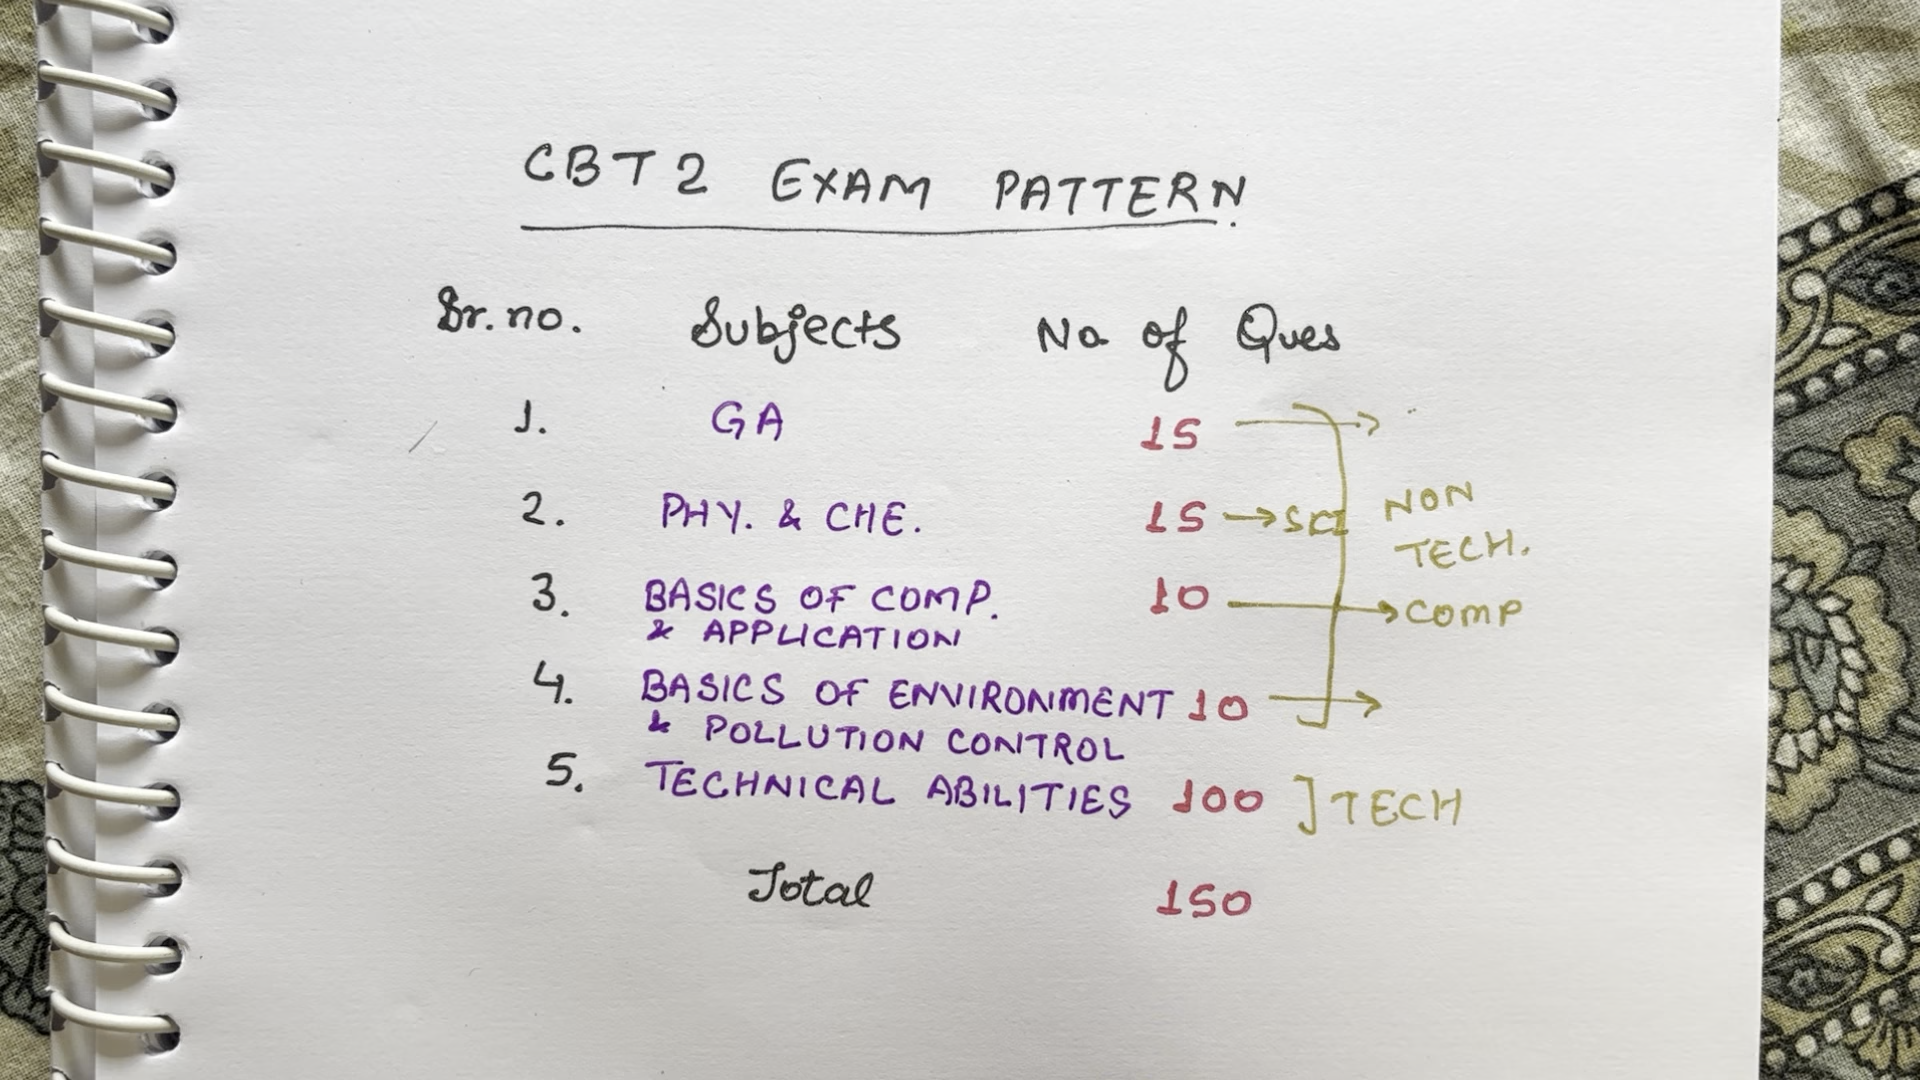 CBT 2 EXAM PATTERN.
Sr. no. Subjects No of Ques
1. GA 15
2. PHY. & CHE. 15 → SCI NON
TECH.
3. BASICS OF COMP. 10 → COMP
& APPLICATION
4. BASICS OF ENVIRONMENT 10 →
& POLLUTION CONTROL
5. TECHNICAL ABILITIES 100 ] TECH
Total 150